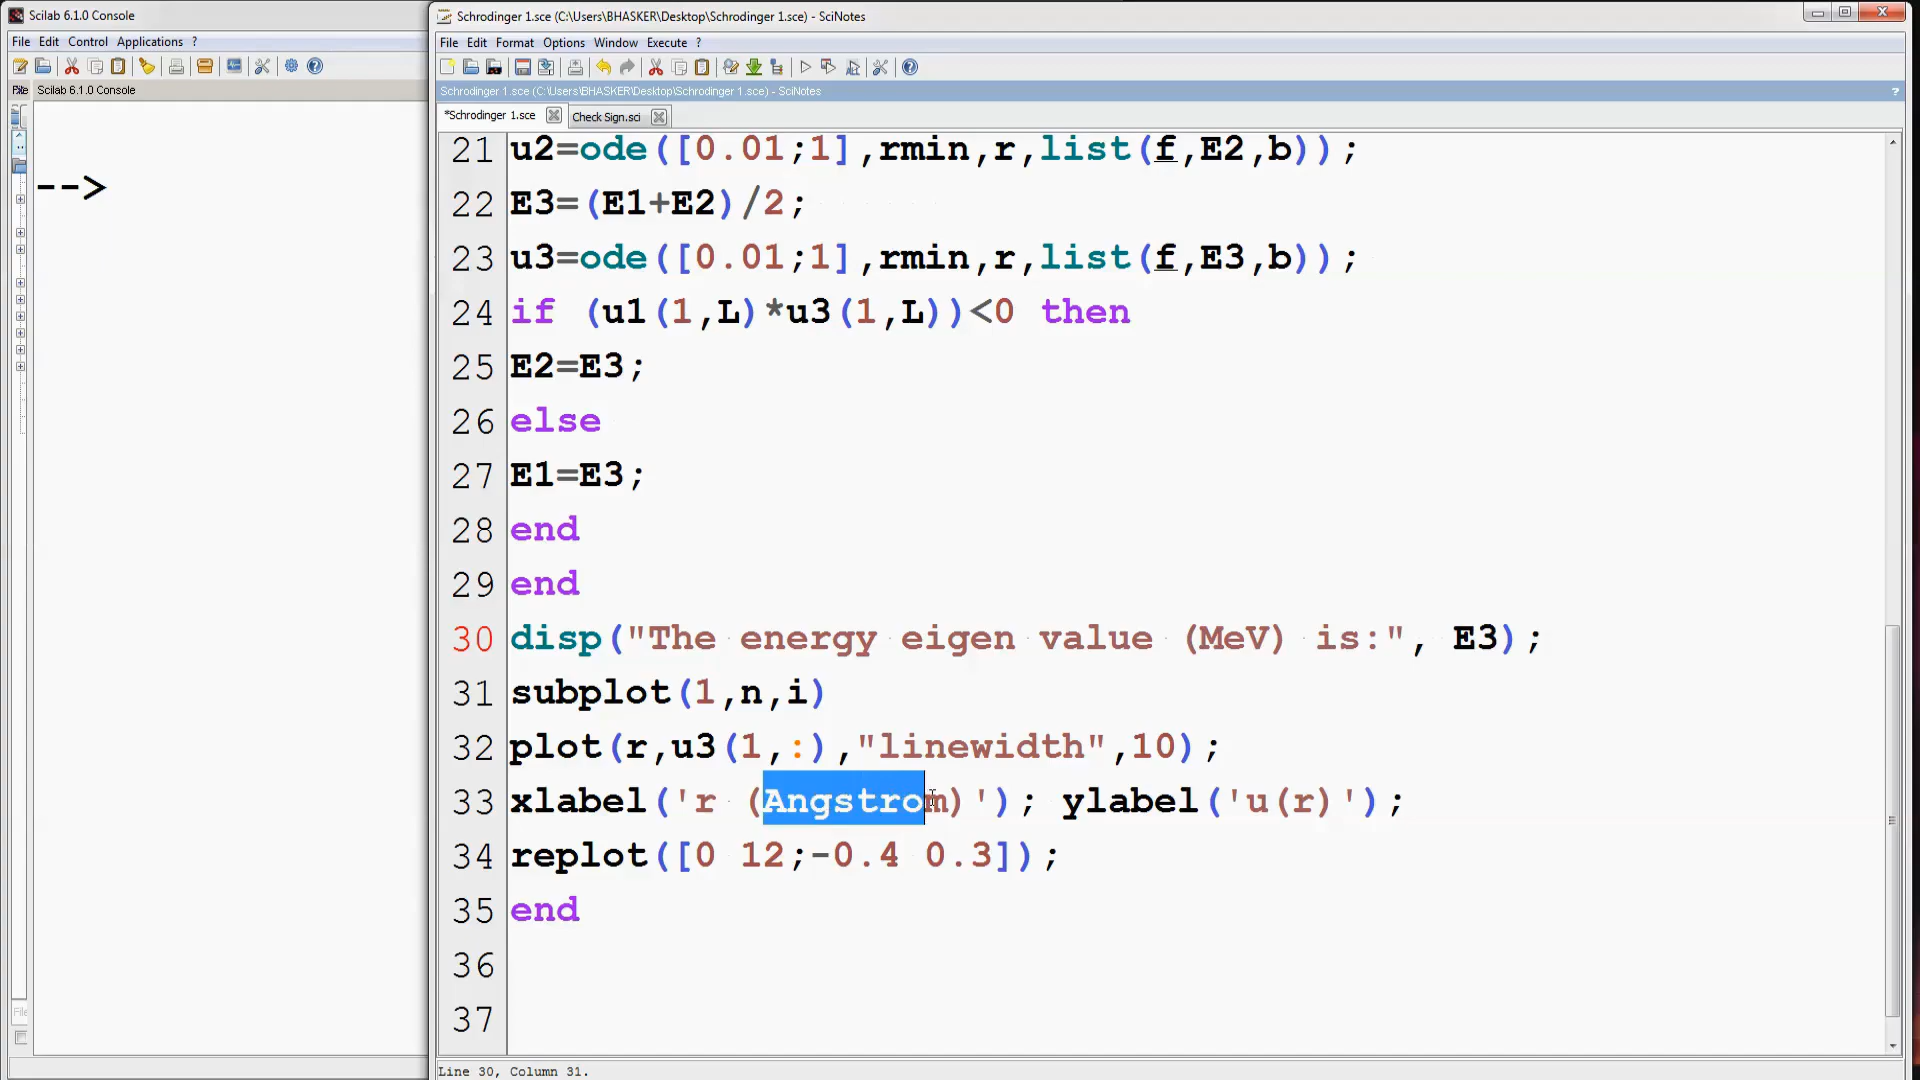 Scilab 6.1.0 Console
File Edit Control Applications ?
Scilab 6.1.0 Console
-->
Schrodinger 1.sce (C:\Users\BHASKER\Desktop\Schrodinger 1.sce) - SciNotes
File Edit Format Options Window Execute ?
Schrodinger 1.sce (C:\Users\BHASKER\Desktop\Schrodinger 1.sce) - SciNotes ?
*Schrodinger 1.sce Check Sign.sci
21 u2=ode([0.01;1],rmin,r,list(f,E2,b));
22 E3=(E1+E2)/2;
23 u3=ode([0.01;1],rmin,r,list(f,E3,b));
24 if (u1(1,L)*u3(1,L))<0 then
25 E2=E3;
26 else
27 E1=E3;
28 end
29 end
30 disp("The energy eigen value (MeV) is:", E3);
31 subplot(1,n,i)
32 plot(r,u3(1,:),"linewidth",10);
33 xlabel('r (Angstrom)'); ylabel('u(r)');
34 replot([0 12;-0.4 0.3]);
35 end
36
37
Line 30, Column 31.